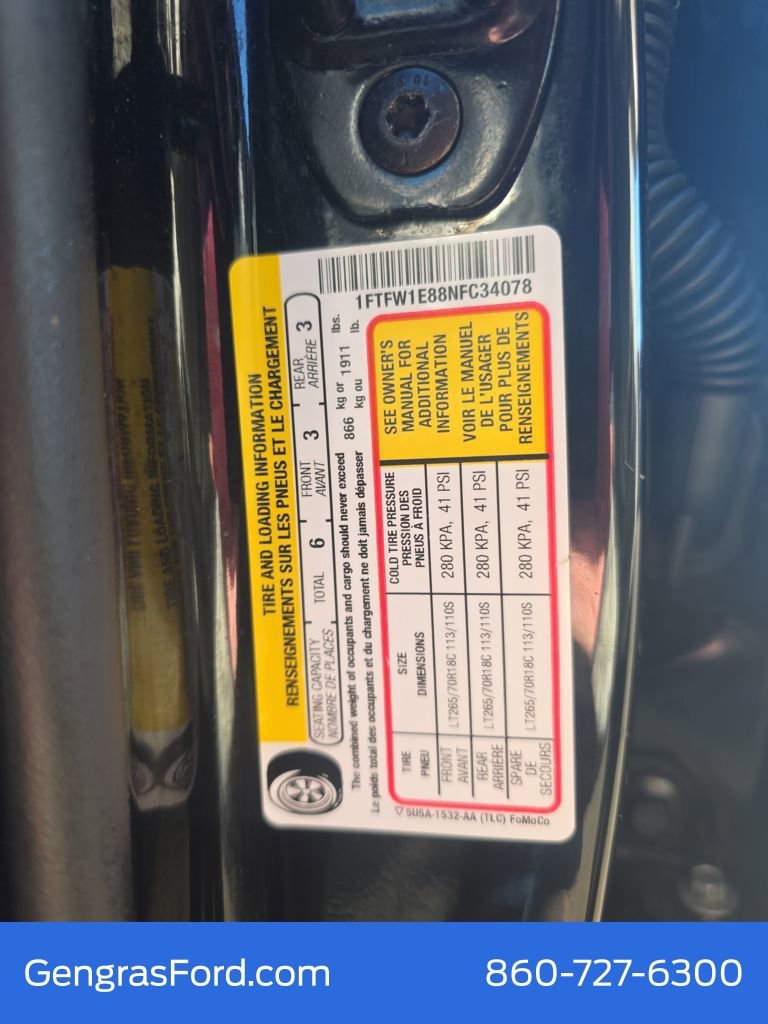 10.9
1FTFW1E88NFC34078
TIRE AND LOADING INFORMATION
RENSEIGNEMENTS SUR LES PNEUS ET LE CHARGEMENT
SEATING CAPACITY
NOMBRE DE PLACES
TOTAL 6
FRONT
AVANT 3
REAR
ARRIÈRE 3
The combined weight of occupants and cargo should never exceed 866 kg or 1911 lbs.
Le poids total des occupants et du chargement ne doit jamais dépasser kg ou lb.
TIRE
PNEU
SIZE
DIMENSIONS
COLD TIRE PRESSURE
PRESSION DES
PNEUS À FROID
FRONT
AVANT
LT265/70R18C 113/110S
280 KPA, 41 PSI
REAR
ARRIÈRE
LT265/70R18C 113/110S
280 KPA, 41 PSI
SPARE
DE
SECOURS
LT265/70R18C 113/110S
280 KPA, 41 PSI
SEE OWNER'S
MANUAL FOR
ADDITIONAL
INFORMATION
VOIR LE MANUEL
DE L'USAGER
POUR PLUS DE
RENSEIGNEMENTS
5U5A-1532-AA (TLC) FoMoCo
GengrasFord.com
860-727-6300